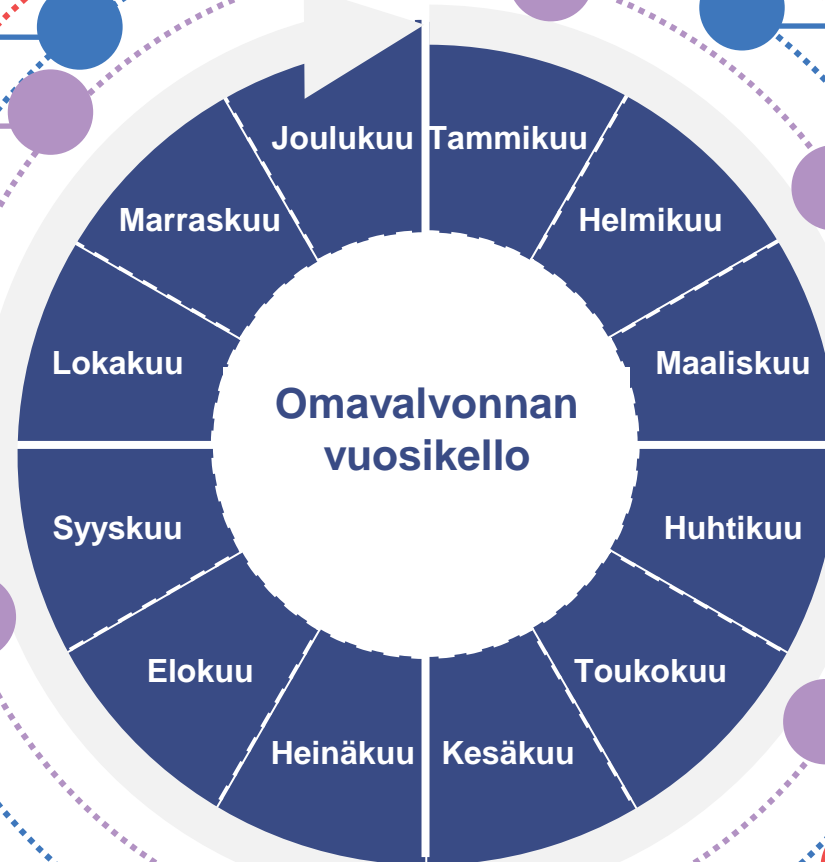 Joulukuu
Tammikuu
Marraskuu
Helmikuu
Lokakuu
Maaliskuu
Omavalvonnan
vuosikello
Syyskuu
Huhtikuu
Elokuu
Toukokuu
Heinäkuu
Kesäkuu